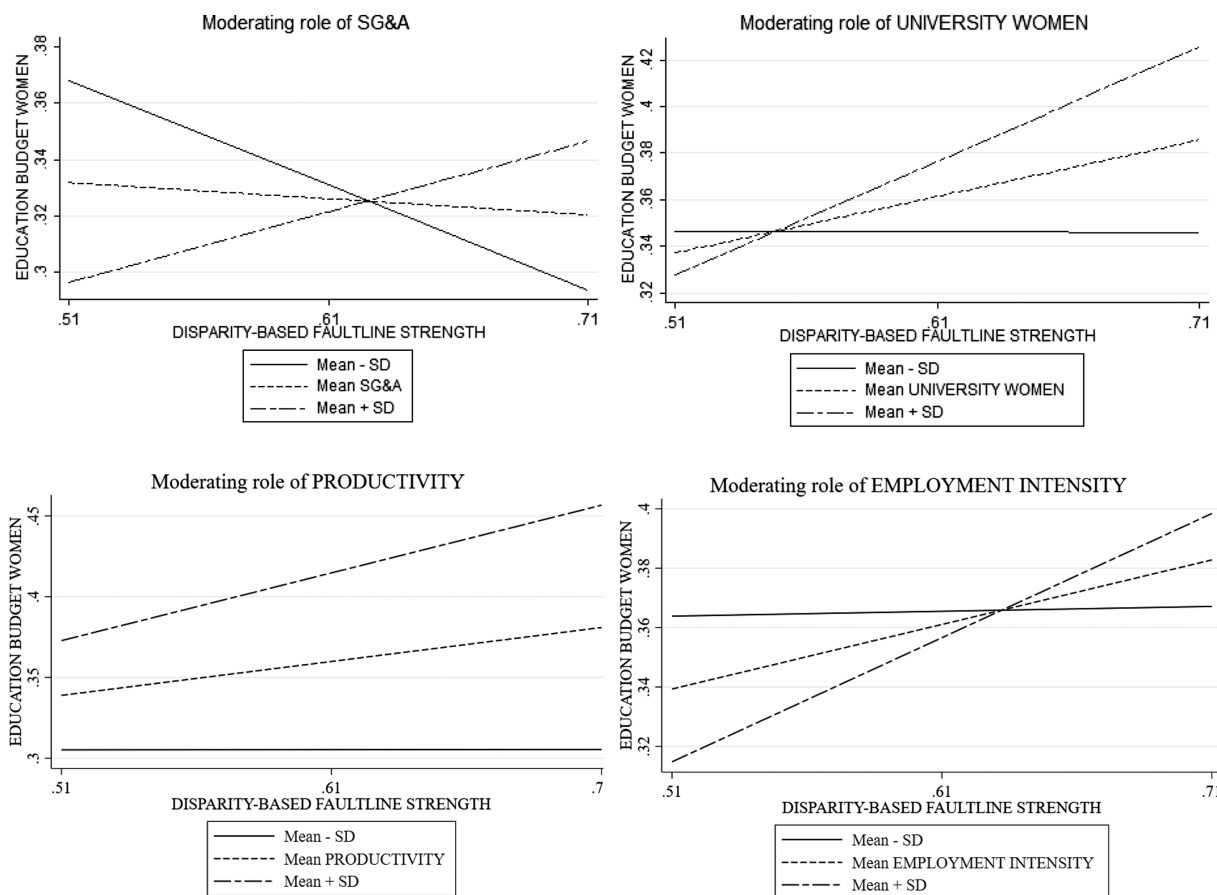 Moderating role of SG&A
EDUCATION BUDGET WOMEN
.38
.36
.34
.32
.3
.51
.61
.71
DISPARITY-BASED FAULTLINE STRENGTH
Mean - SD
Mean SG&A
Mean + SD
Moderating role of UNIVERSITY WOMEN
EDUCATION BUDGET WOMEN
.42
.4
.38
.36
.34
.32
.51
.61
.71
DISPARITY-BASED FAULTLINE STRENGTH
Mean - SD
Mean UNIVERSITY WOMEN
Mean + SD
Moderating role of PRODUCTIVITY
EDUCATION BUDGET WOMEN
.45
.4
.35
.3
.51
.61
.7
DISPARITY-BASED FAULTLINE STRENGTH
Mean - SD
Mean PRODUCTIVITY
Mean + SD
Moderating role of EMPLOYMENT INTENSITY
EDUCATION BUDGET WOMEN
.4
.38
.36
.34
.32
.51
.61
.71
DISPARITY-BASED FAULTLINE STRENGTH
Mean - SD
Mean EMPLOYMENT INTENSITY
Mean + SD